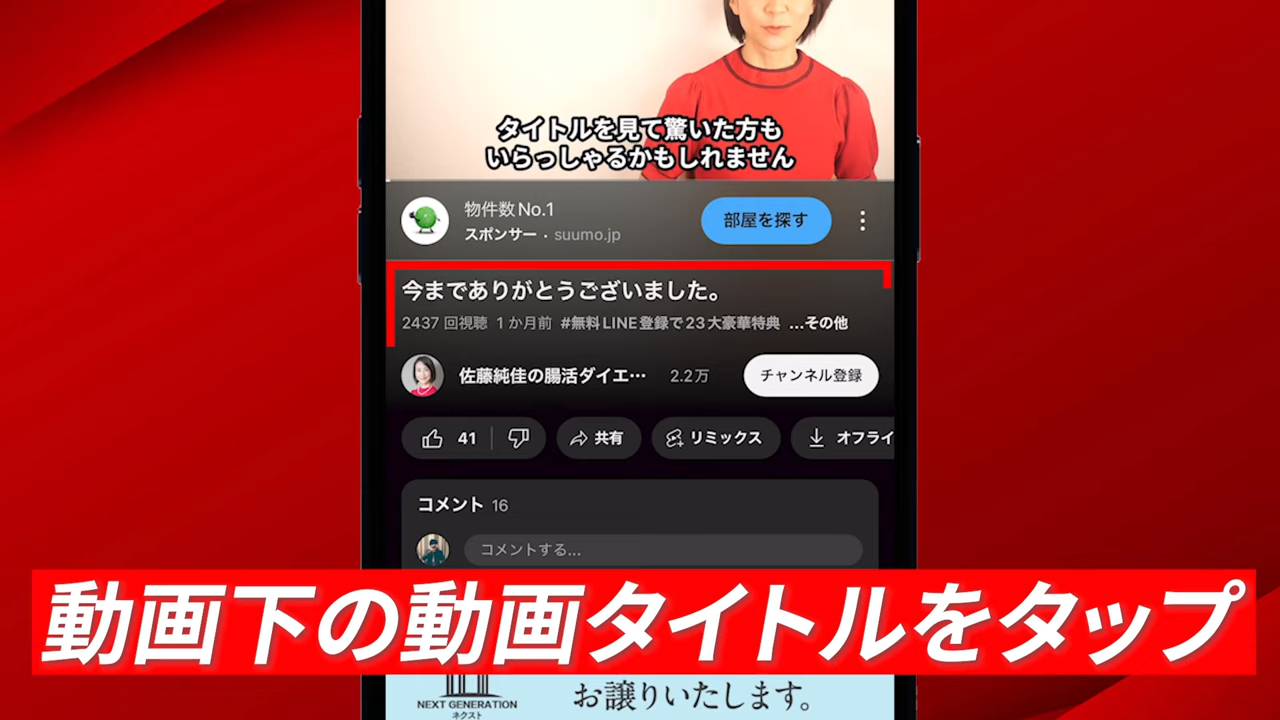 タイトルを見て驚いた方も
いらっしゃるかもしれません
物件数No.1
スポンサー・suumo.jp
部屋を探す
今までありがとうございました。
2437 回視聴 1 か月前 #無料LINE登録で23大豪華特典 ...その他
佐藤純佳の腸活ダイエ… 2.2万 チャンネル登録
41 共有 リミックス オフライ
コメント 16
コメントする...
動画下の動画タイトルをタップ
お譲りいたします。
NEXT GENERATION
ネクスト